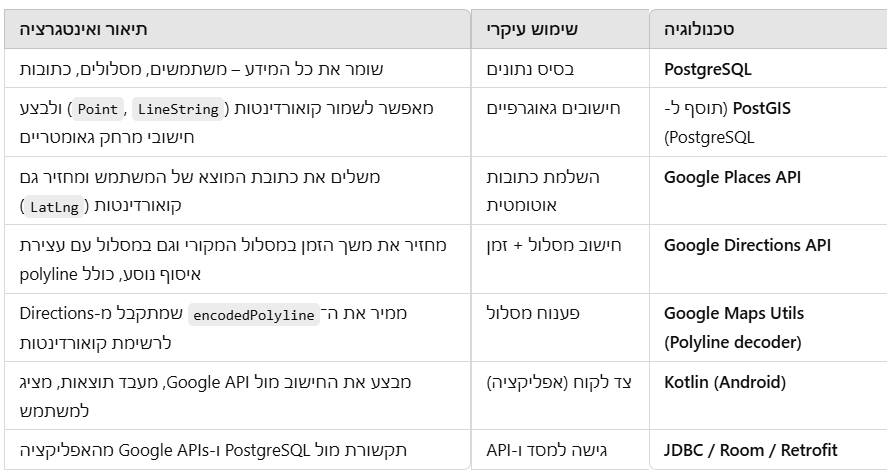 טכנולוגיה שימוש עיקרי תיאור ואינטגרציה
PostgreSQL בסיס נתונים שומר את כל המידע – משתמשים, מסלולים, כתובות
PostGIS (תוסף ל- חישובים גאוגרפיים מאפשר לשמור קואורדינטות (Point, LineString) ולבצע
PostgreSQL) חישובי מרחק גאומטריים
Google Places API השלמת כתובות משלים את כתובת המוצא של המשתמש ומחזיר גם
אוטומטית קואורדינטות (LatLng)
Google Directions API חישוב מסלול + זמן מחזיר את משך הזמן במסלול המקורי וגם במסלול עם עצירת
איסוף נוסע, כולל polyline
Google Maps Utils פענוח מסלול ממיר את ה־encodedPolyline שמתקבל מ-Directions
(Polyline decoder) לרשימת קואורדינטות
Kotlin (Android) צד לקוח (אפליקציה) מבצע את החישוב מול Google API, מעבד תוצאות, מציג
למשתמש
JDBC / Room / Retrofit גישה למסד ו-API תקשורת מול PostgreSQL ו-Google APIs מהאפליקציה